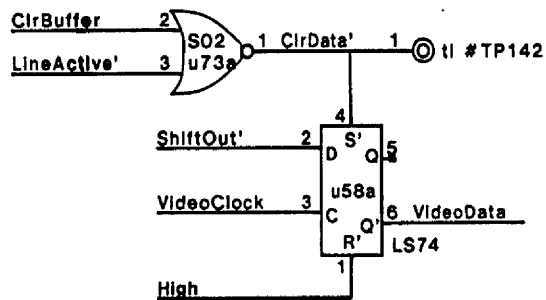 ClrBuffer 2 S02 1 ClrData' 1 tl #TP142
LineActive' 3 u73a
4
ShiftOut' 2 D S' Q 5
u58a
VideoClock 3 C Q' 6 VideoData
R' LS74
1
High